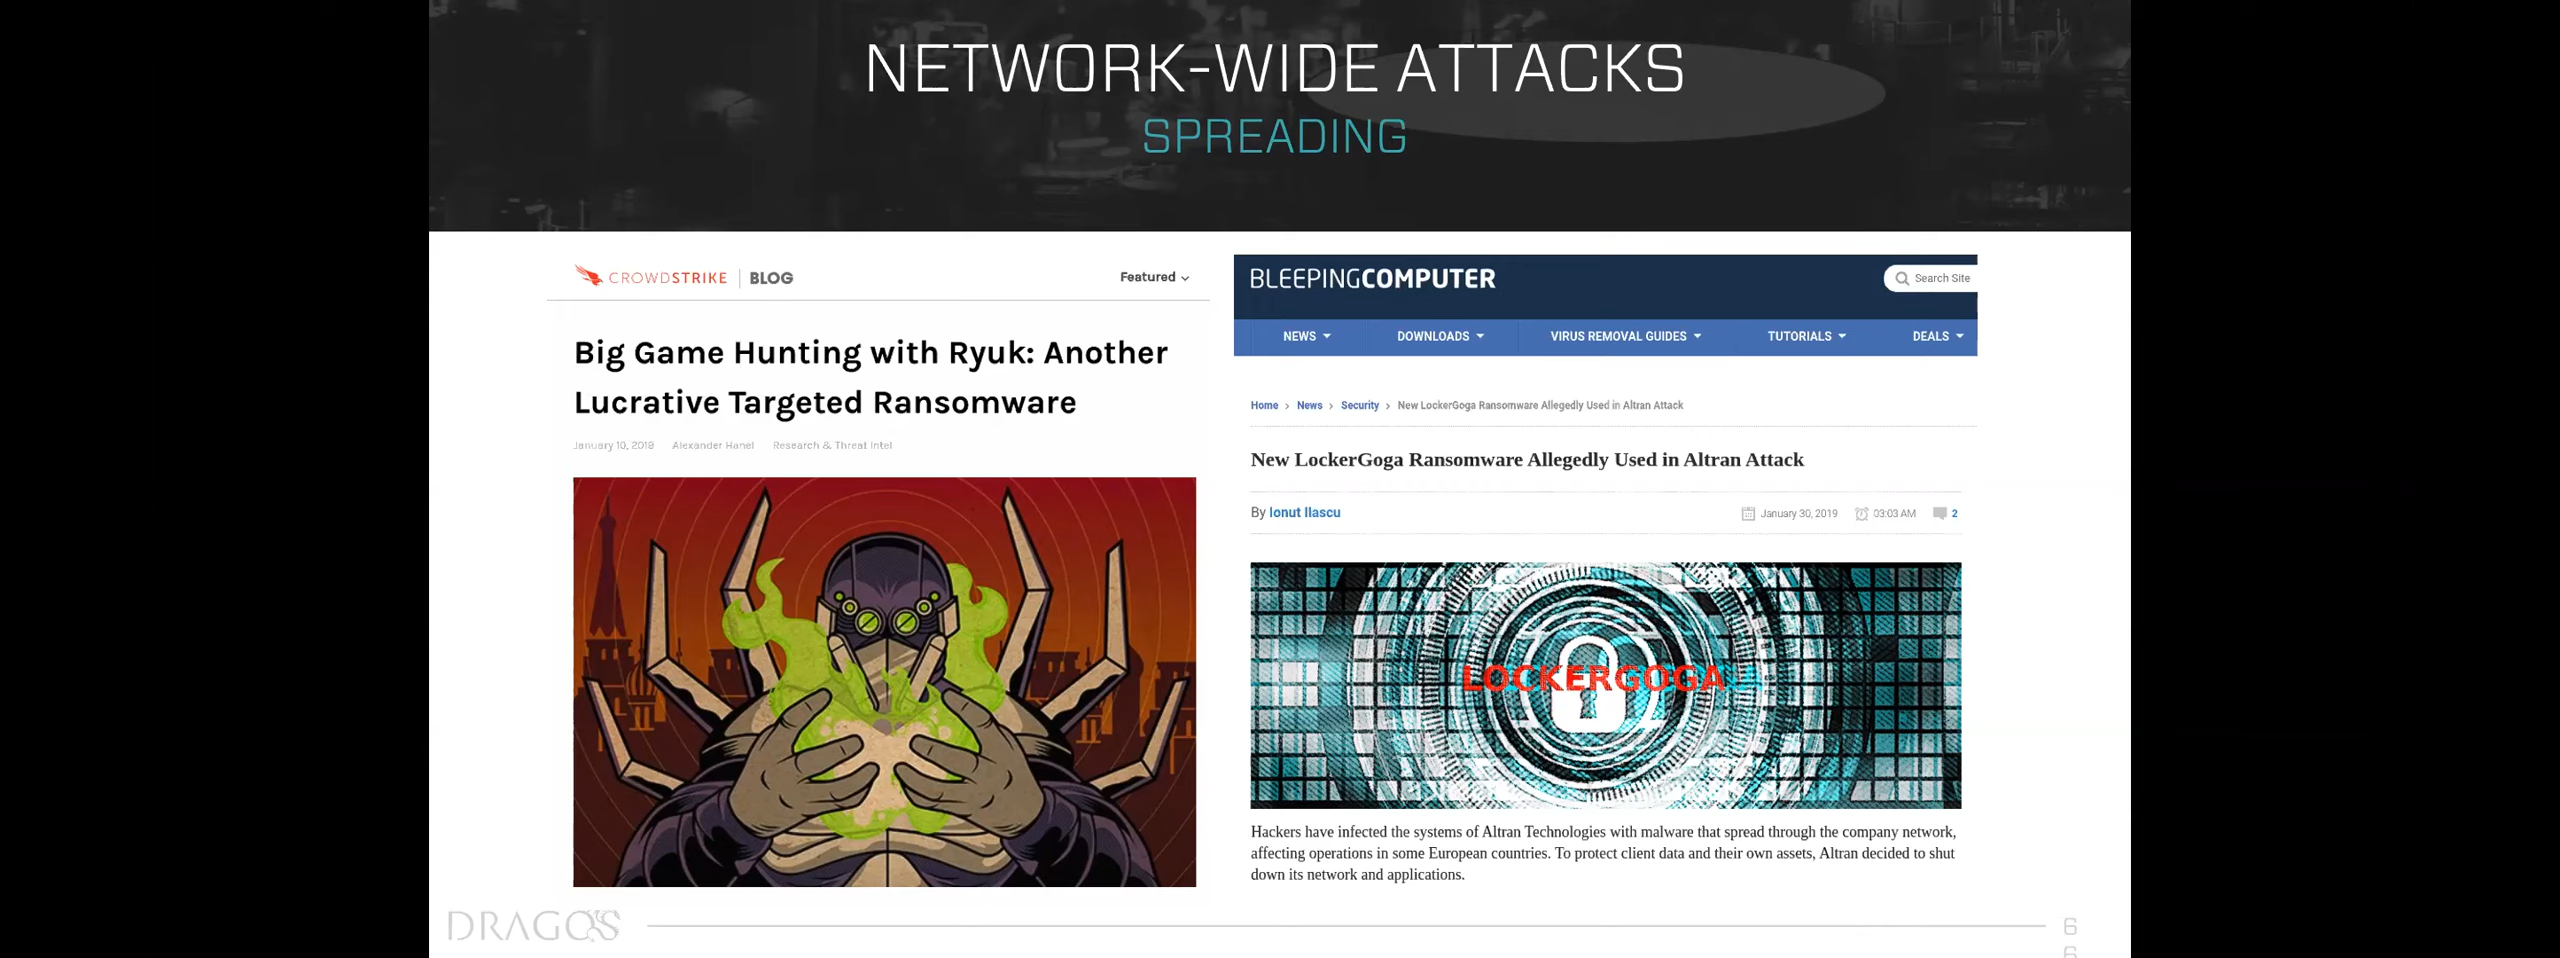 NETWORK-WIDE ATTACKS
SPREADING
CROWDSTRIKE | BLOG
Featured
Big Game Hunting with Ryuk: Another
Lucrative Targeted Ransomware
January 10, 2019 Alexander Hanel Research & Threat Intel
BLEEPINGCOMPUTER
Search Site
NEWS DOWNLOADS VIRUS REMOVAL GUIDES TUTORIALS DEALS
Home > News > Security > New LockerGoga Ransomware Allegedly Used in Altran Attack
New LockerGoga Ransomware Allegedly Used in Altran Attack
By Ionut Ilascu January 30, 2019 03:03 AM 2
LOCKERGOGA
Hackers have infected the systems of Altran Technologies with malware that spread through the company network,
affecting operations in some European countries. To protect client data and their own assets, Altran decided to shut
down its network and applications.
DRAGOS
6
6